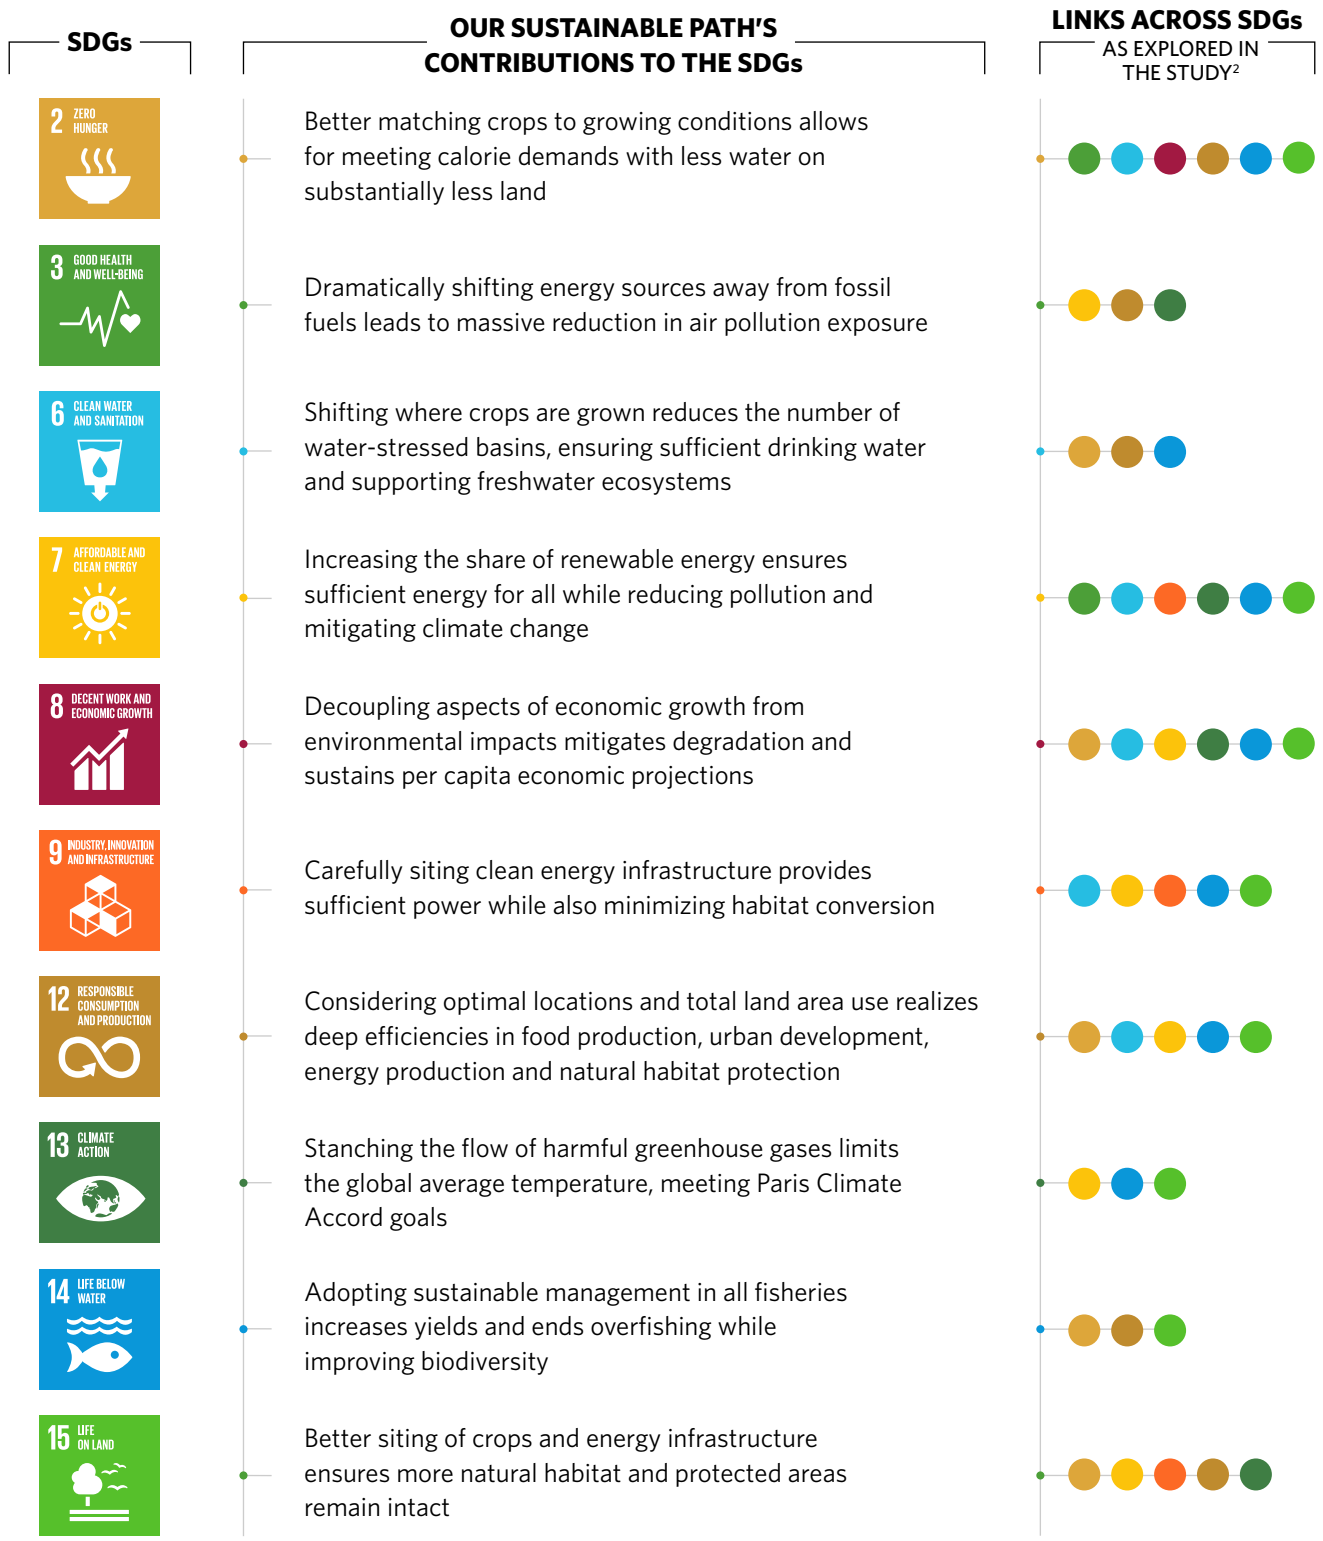 SDGs
OUR SUSTAINABLE PATH'S
CONTRIBUTIONS TO THE SDGs
LINKS ACROSS SDGs
AS EXPLORED IN
THE STUDY²
2 ZERO
HUNGER
Better matching crops to growing conditions allows
for meeting calorie demands with less water on
substantially less land
3 GOOD HEALTH
AND WELL-BEING
Dramatically shifting energy sources away from fossil
fuels leads to massive reduction in air pollution exposure
6 CLEAN WATER
AND SANITATION
Shifting where crops are grown reduces the number of
water-stressed basins, ensuring sufficient drinking water
and supporting freshwater ecosystems
7 AFFORDABLE AND
CLEAN ENERGY
Increasing the share of renewable energy ensures
sufficient energy for all while reducing pollution and
mitigating climate change
8 DECENT WORK AND
ECONOMIC GROWTH
Decoupling aspects of economic growth from
environmental impacts mitigates degradation and
sustains per capita economic projections
9 INDUSTRY, INNOVATION
AND INFRASTRUCTURE
Carefully siting clean energy infrastructure provides
sufficient power while also minimizing habitat conversion
12 RESPONSIBLE
CONSUMPTION
AND PRODUCTION
Considering optimal locations and total land area use realizes
deep efficiencies in food production, urban development,
energy production and natural habitat protection
13 CLIMATE
ACTION
Stanching the flow of harmful greenhouse gases limits
the global average temperature, meeting Paris Climate
Accord goals
14 LIFE BELOW
WATER
Adopting sustainable management in all fisheries
increases yields and ends overfishing while
improving biodiversity
15 LIFE
ON LAND
Better siting of crops and energy infrastructure
ensures more natural habitat and protected areas
remain intact